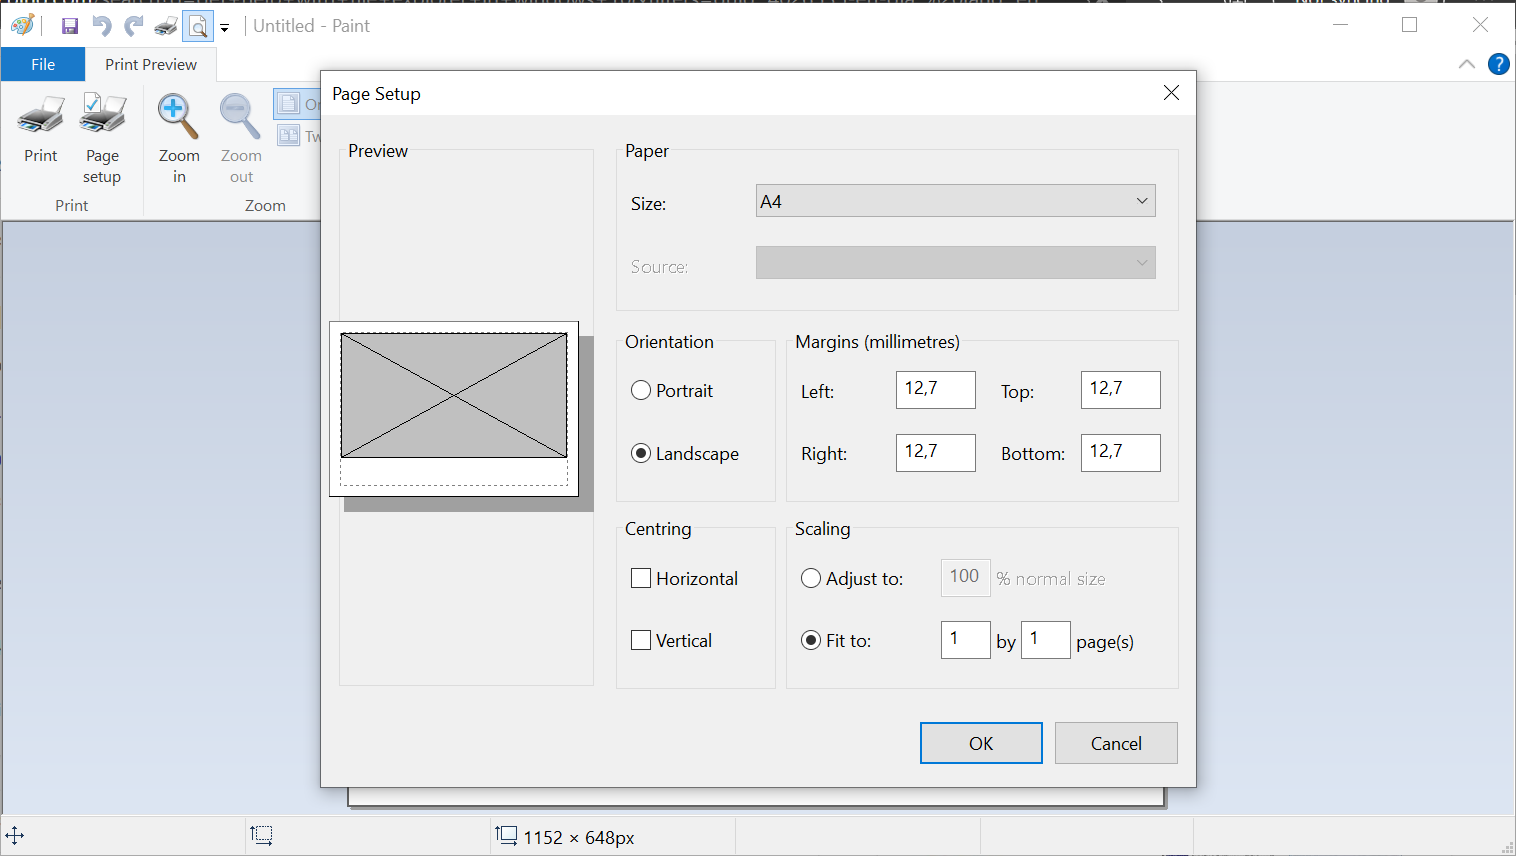 Untitled - Paint
File
Print Preview
Print
Page
setup
Zoom
in
Zoom
out
Print
Zoom
Page Setup
Preview
Paper
Size:
A4
Source:
Orientation
Portrait
Landscape
Margins (millimetres)
Left:
12,7
Top:
12,7
Right:
12,7
Bottom:
12,7
Centring
Horizontal
Vertical
Scaling
Adjust to:
100
% normal size
Fit to:
1
by
1
page(s)
OK
Cancel
1152 × 648px